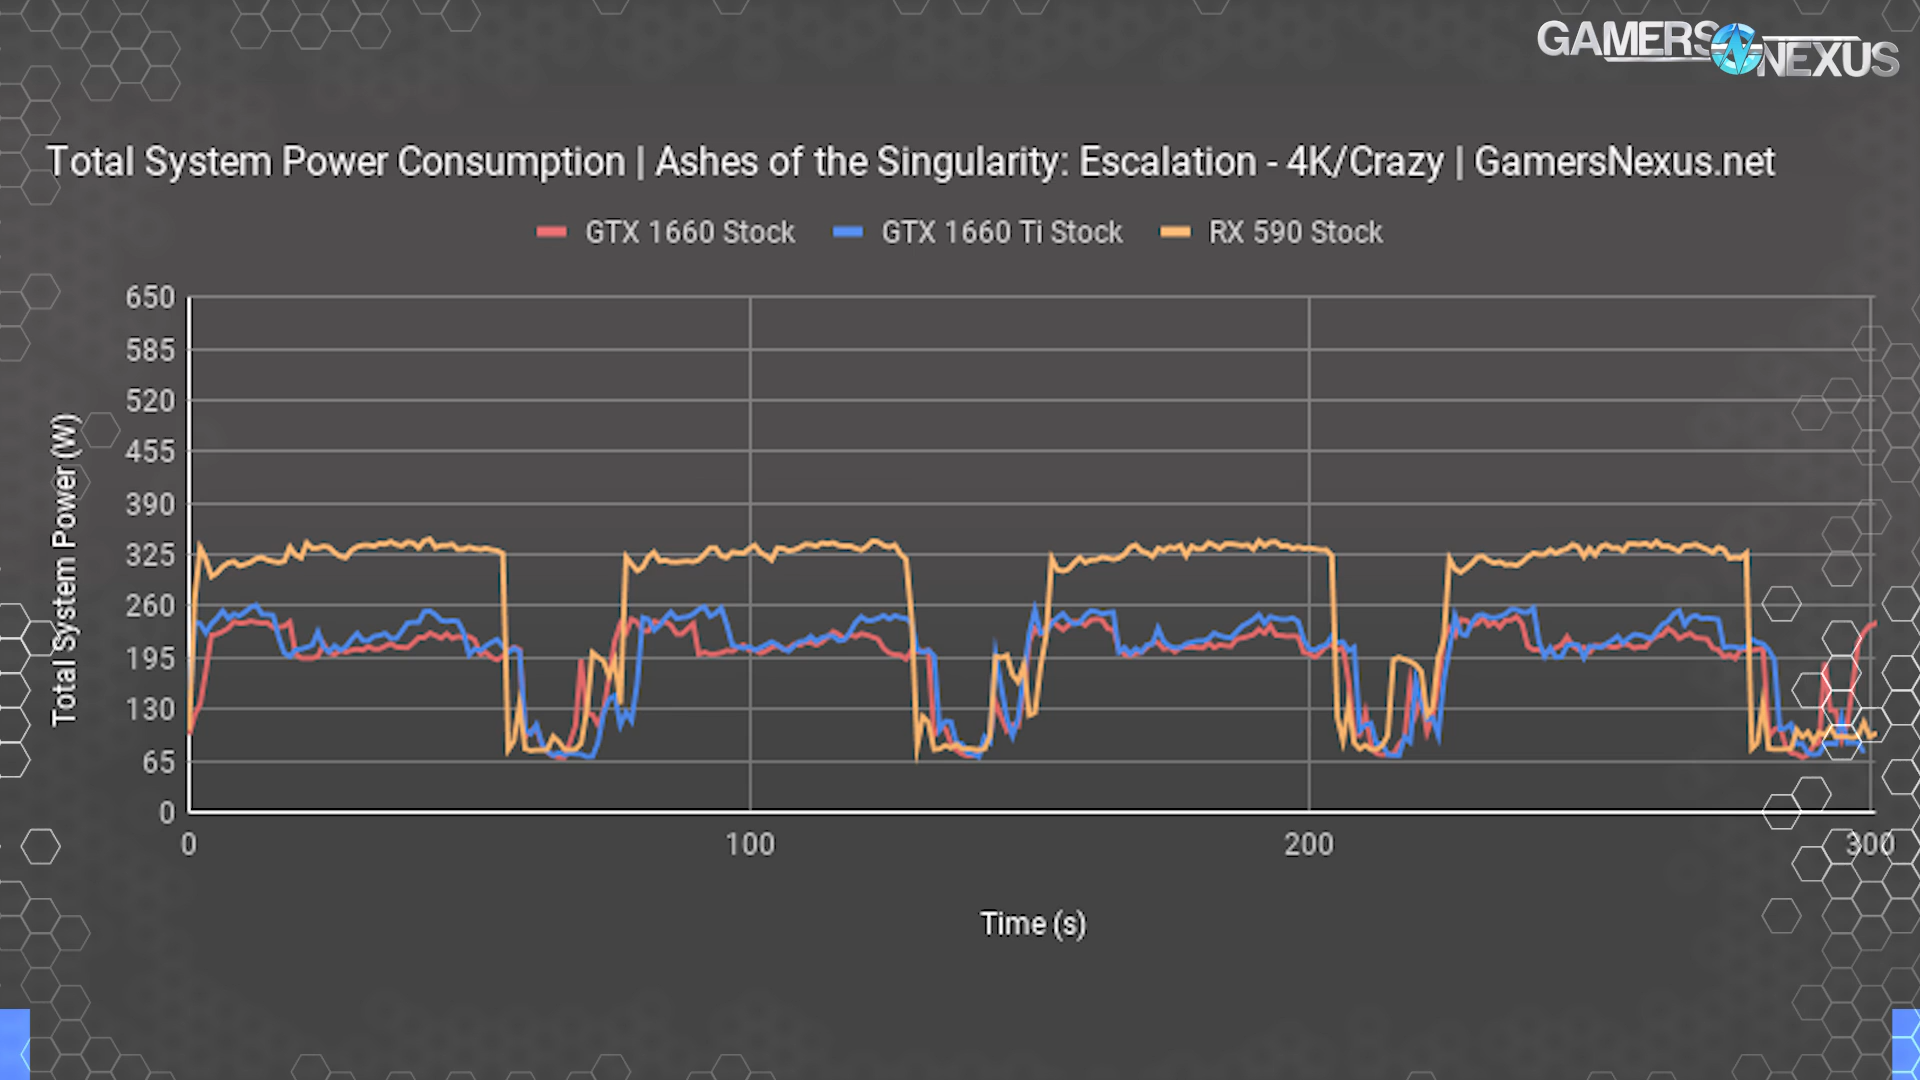 GAMERS NEXUS
Total System Power Consumption | Ashes of the Singularity: Escalation - 4K/Crazy | GamersNexus.net
GTX 1660 Stock GTX 1660 Ti Stock RX 590 Stock
Total System Power (W)
650
585
520
455
390
325
260
195
130
65
0
0 100 200 300
Time (s)